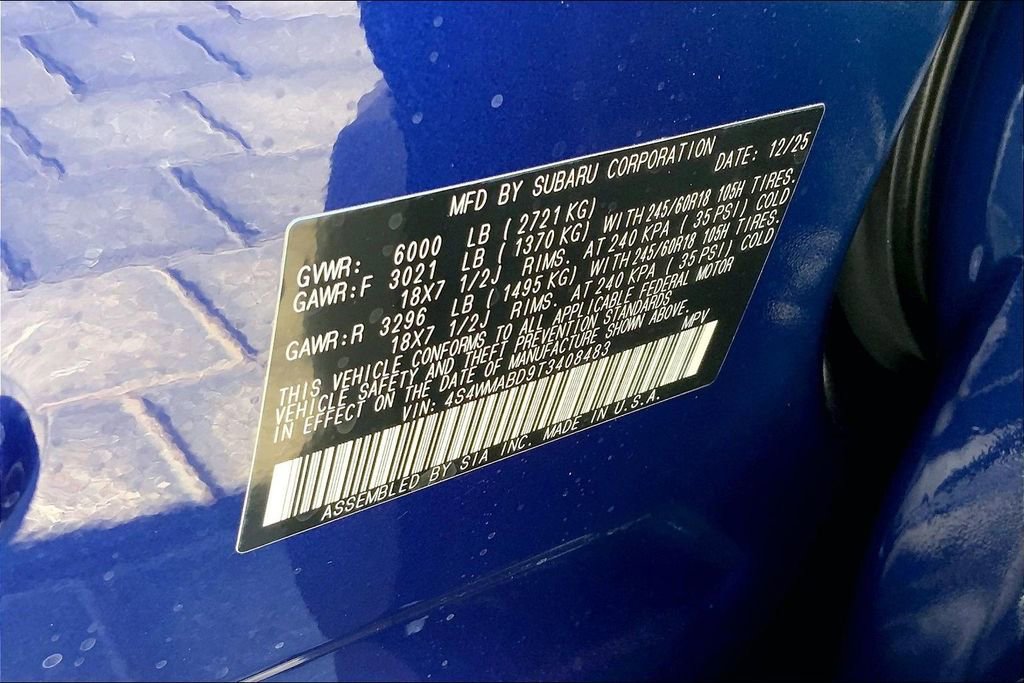 MFD BY SUBARU CORPORATION
DATE: 12/25
GVWR: 6000 LB ( 2721 KG)
GAWR:F 3021 LB ( 1370 KG) WITH 245/60R18 105H TIRES.
18X7 1/2J RIMS. AT 240 KPA ( 35 PSI) COLD
GAWR:R 3296 LB ( 1495 KG) WITH 245/60R18 105H TIRES.
18X7 1/2J RIMS. AT 240 KPA ( 35 PSI) COLD
THIS VEHICLE CONFORMS TO ALL APPLICABLE FEDERAL MOTOR
VEHICLE SAFETY AND THEFT PREVENTION STANDARDS
IN EFFECT ON THE DATE OF MANUFACTURE SHOWN ABOVE.
VIN: 4S4WMABD9T3408483 MPV
ASSEMBLED BY SIA INC. MADE IN U.S.A.